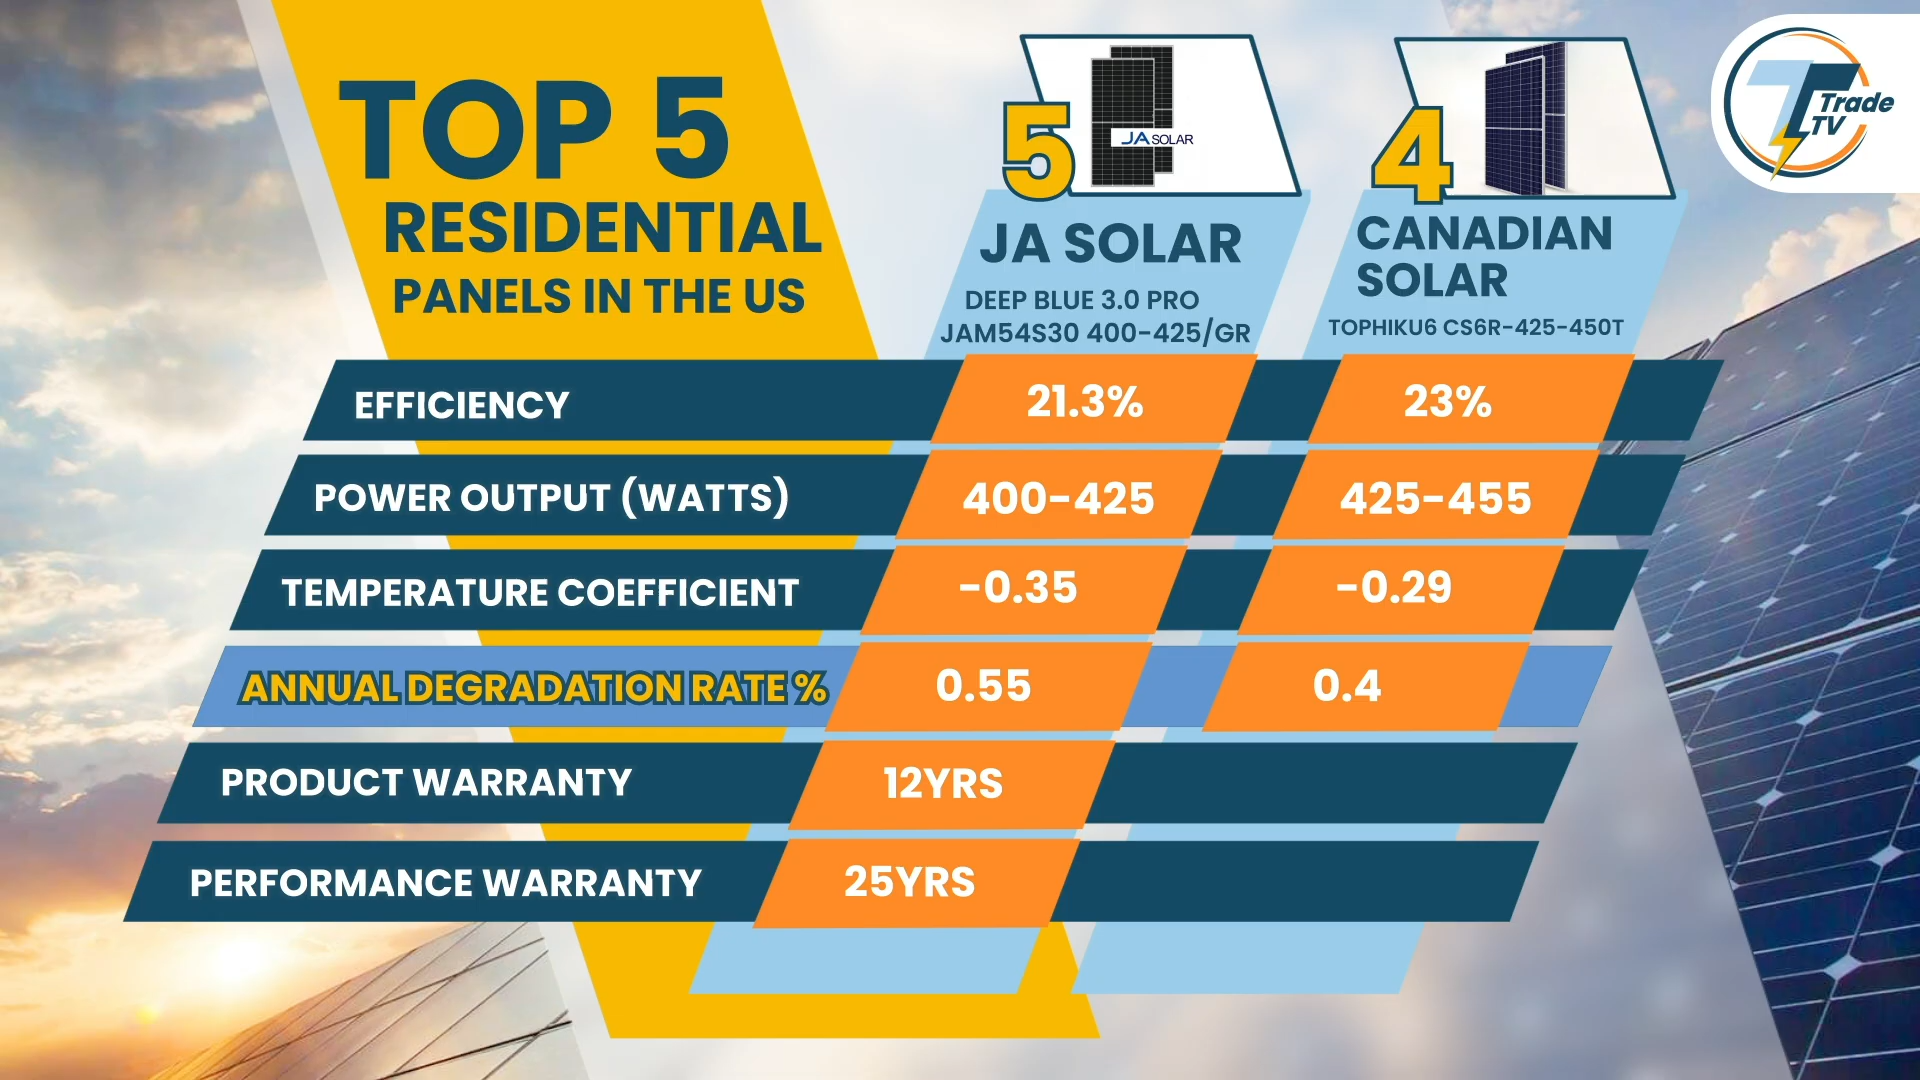 TOP 5
RESIDENTIAL
PANELS IN THE US
5
JA SOLAR
JA SOLAR
DEEP BLUE 3.0 PRO
JAM54S30 400-425/GR
4
CANADIAN
SOLAR
TOPHIKU6 CS6R-425-450T
Trade
TV
EFFICIENCY 21.3% 23%
POWER OUTPUT (WATTS) 400-425 425-455
TEMPERATURE COEFFICIENT -0.35 -0.29
ANNUAL DEGRADATION RATE % 0.55 0.4
PRODUCT WARRANTY 12YRS
PERFORMANCE WARRANTY 25YRS